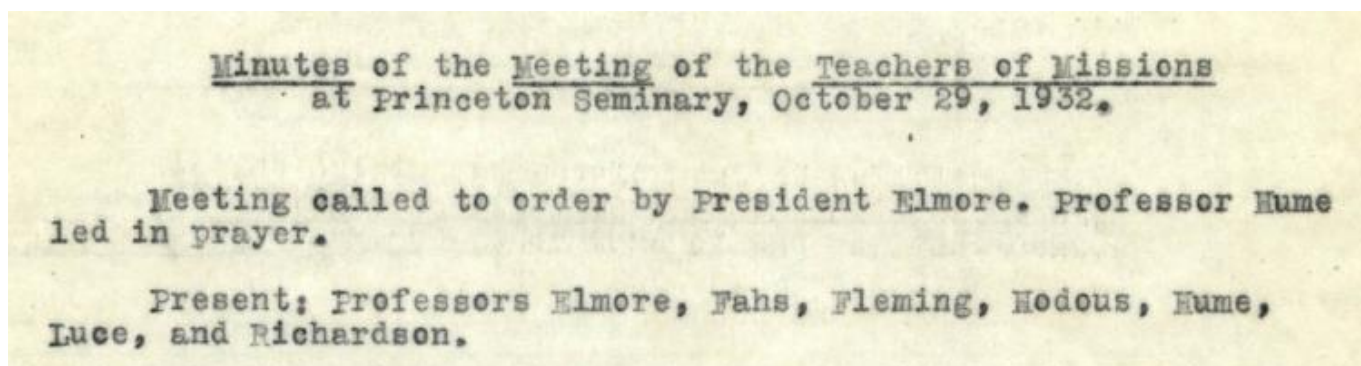 Minutes of the Meeting of the Teachers of Missions
at Princeton Seminary, October 29, 1932.
Meeting called to order by President Elmore. Professor Hume
led in prayer.
Present: Professors Elmore, Fahs, Fleming, Hodous, Hume,
Luce, and Richardson.